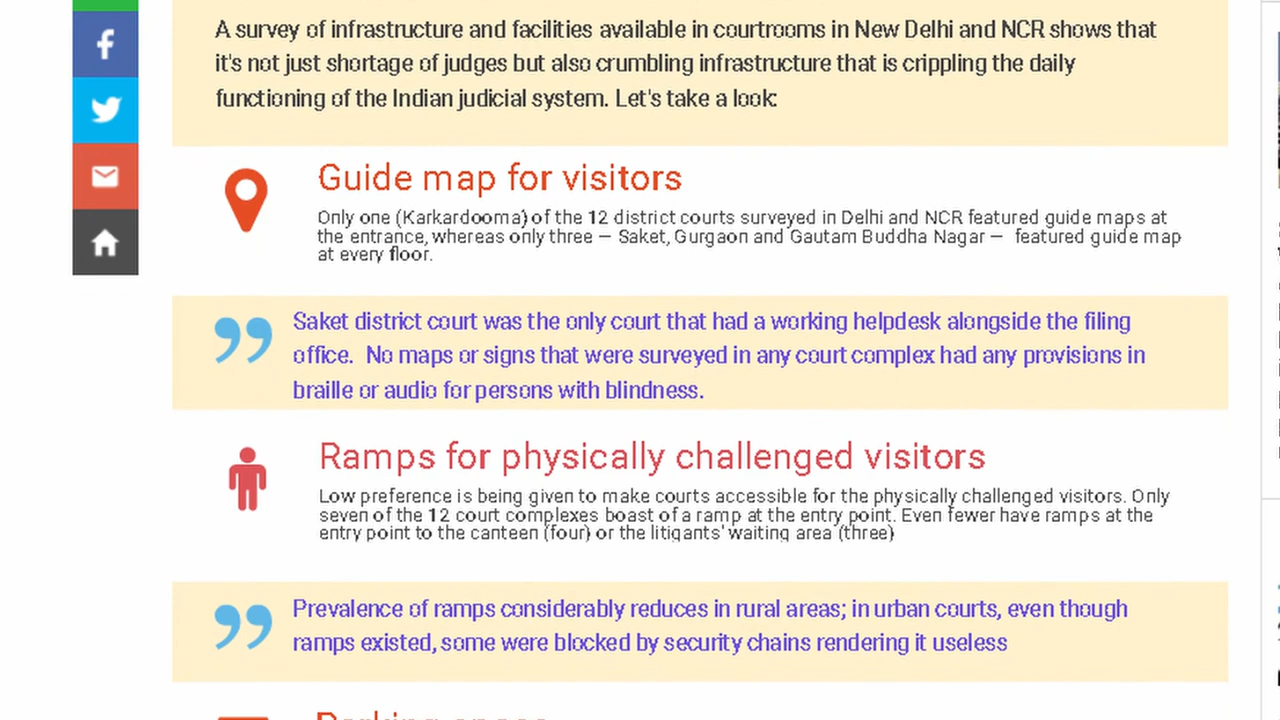 A survey of infrastructure and facilities available in courtrooms in New Delhi and NCR shows that
it's not just shortage of judges but also crumbling infrastructure that is crippling the daily
functioning of the Indian judicial system. Let's take a look:
Guide map for visitors
Only one (Karkardooma) of the 12 district courts surveyed in Delhi and NCR featured guide maps at
the entrance, whereas only three — Saket, Gurgaon and Gautam Buddha Nagar — featured guide map
at every floor.
Saket district court was the only court that had a working helpdesk alongside the filing
office. No maps or signs that were surveyed in any court complex had any provisions in
braille or audio for persons with blindness.
Ramps for physically challenged visitors
Low preference is being given to make courts accessible for the physically challenged visitors. Only
seven of the 12 court complexes boast of a ramp at the entry point. Even fewer have ramps at the
entry point to the canteen (four) or the litigants' waiting area (three)
Prevalence of ramps considerably reduces in rural areas; in urban courts, even though
ramps existed, some were blocked by security chains rendering it useless